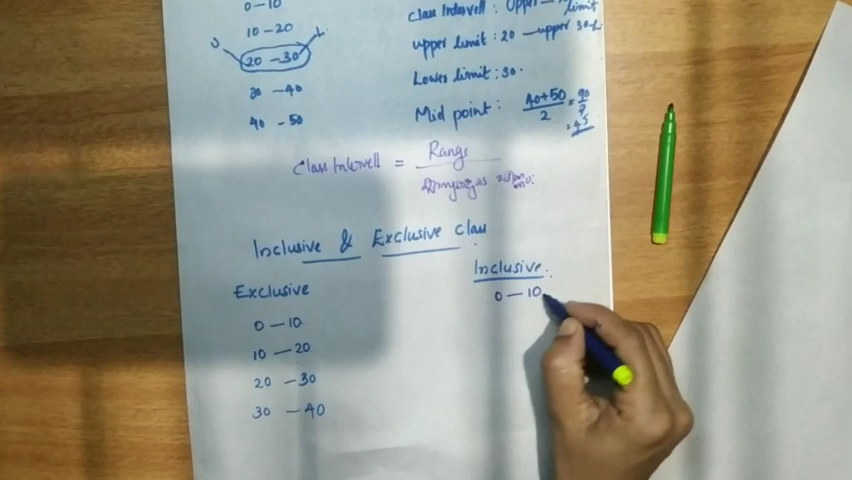 0-10
10-20
20-30
30-40
40-50
U
L
Class Intervell : Upper - limit
upper limit : 20 - upper 30
Lower limit : 30.
Mid point : 40+50/2 = 90/2
= 45
Class Intervell = Range
Inclusive & Exclusive Class
Exclusive
0-10
10-20
20-30
30-40
Inclusive :
0-10